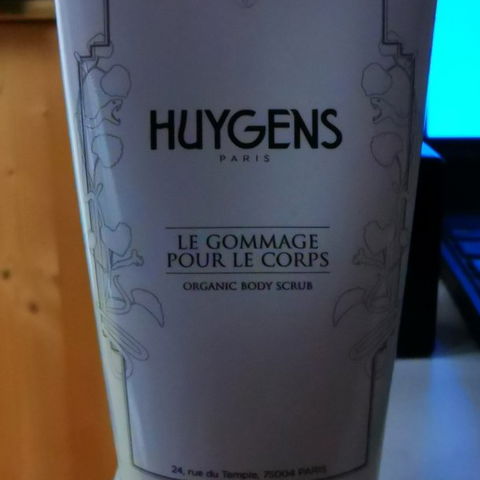 HUYGENS
PARIS
LE GOMMAGE
POUR LE CORPS
ORGANIC BODY SCRUB
24, rue du Temple, 75004 PARIS